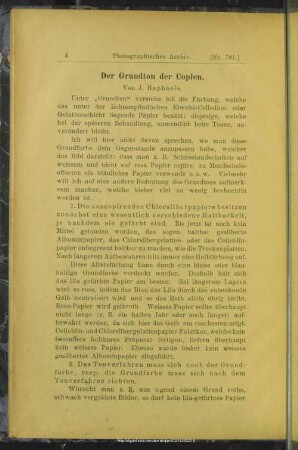 4 Photographisches Archiv. [Nr. 781.]
Der Grundton der Copien.
Von J. Raphaels.
Unter „Grundton“ verstehe ich die Färbung, welche
das unter der lichtempfindlichen Eiweiss-Collodion- oder
Gelatineschicht liegende Papier besitzt; diejenige, welche
bei der späteren Behandlung, namentlich beim Tonen, un-
verändert bleibt.
Ich will hier nicht davon sprechen, wo man diese
Grundfarbe dem Gegenstande anzupassen habe, welcher
das Bild darstellt; dass man z. B. Schneelandschaften auf
weissem und nicht auf rosa Papier copire, zu Mondschein-
effecten ein bläuliches Papier verwende u. s. w. Vielmehr
will ich auf eine andere Bedeutung des Grundtons aufmerk-
sam machen, welche bisher viel zu wenig beobachtet
worden ist.
1. Die auscopirenden Chlorsilberpapiere besitzen
zunächst eine wesentlich verschiedene Haltbarkeit,
je nachdem sie gefärbt sind. Bis jetzt ist noch kein
Mittel gefunden worden, das sogen. haltbar gesilberte
Albuminpapier, das Chlorsilbergelatine- oder das Celloidin-
papier unbegrenzt haltbar zu machen, wie die Trockenplatten.
Nach längerem Aufbewahren tritt immer eine Gelbfärbung auf.
Diese Altersfärbung kann durch eine blaue oder blau-
haltige Grundfarbe verdeckt werden. Deshalb hält sich
das lila gefärbte Papier am besten. Bei längerem Lagern
wird es rosa, indem das Blau des Lila durch das entstehende
Gelb neutralisirt wird und so das Roth allein übrig bleibt.
Rosa-Papier wird gelbroth. Weisses Papier sollte überhaupt
nicht lange (z. B. ein halbes Jahr oder noch länger) auf-
bewahrt werden, da sich hier das Gelb am raschesten zeigt.
Celloidin- und Chlorsilbergelatinepapier-Fabriken, welche kein
besonders haltbares Präparat fertigen, liefern überhaupt
kein weisses Papier. Ebenso wurde bisher kein weisses
gesilbertes Albuminpapier eingeführt.
2. Das Tonverfahren muss sich nach der Grund-
farbe, resp. die Grundfarbe muss sich nach dem
Tonverfahren richten.
Wünscht man z. B. aus irgend einem Grund rothe,
schwach vergoldete Bilder, so darf kein lila-gefärbtes Papier